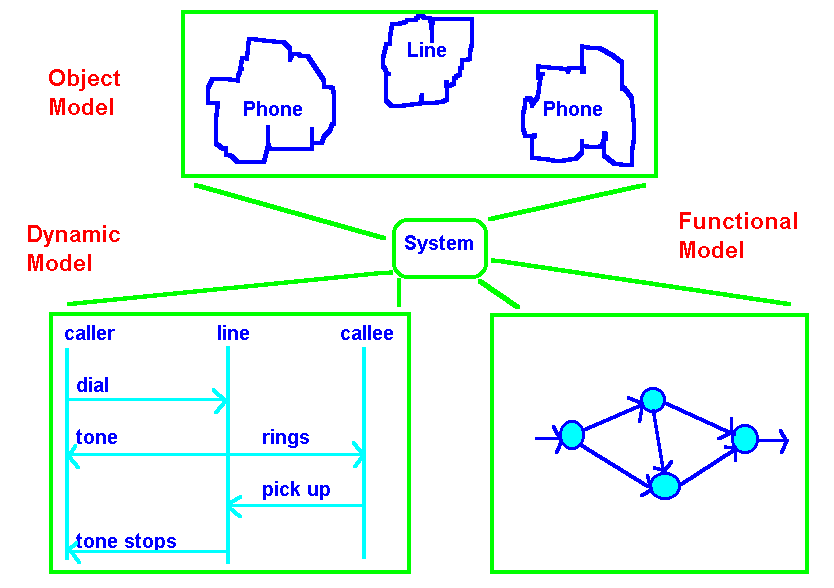 Object
Model
Phone
Line
Phone
Dynamic
Model
System
Functional
Model
caller line callee
dial
tone rings
pick up
tone stops